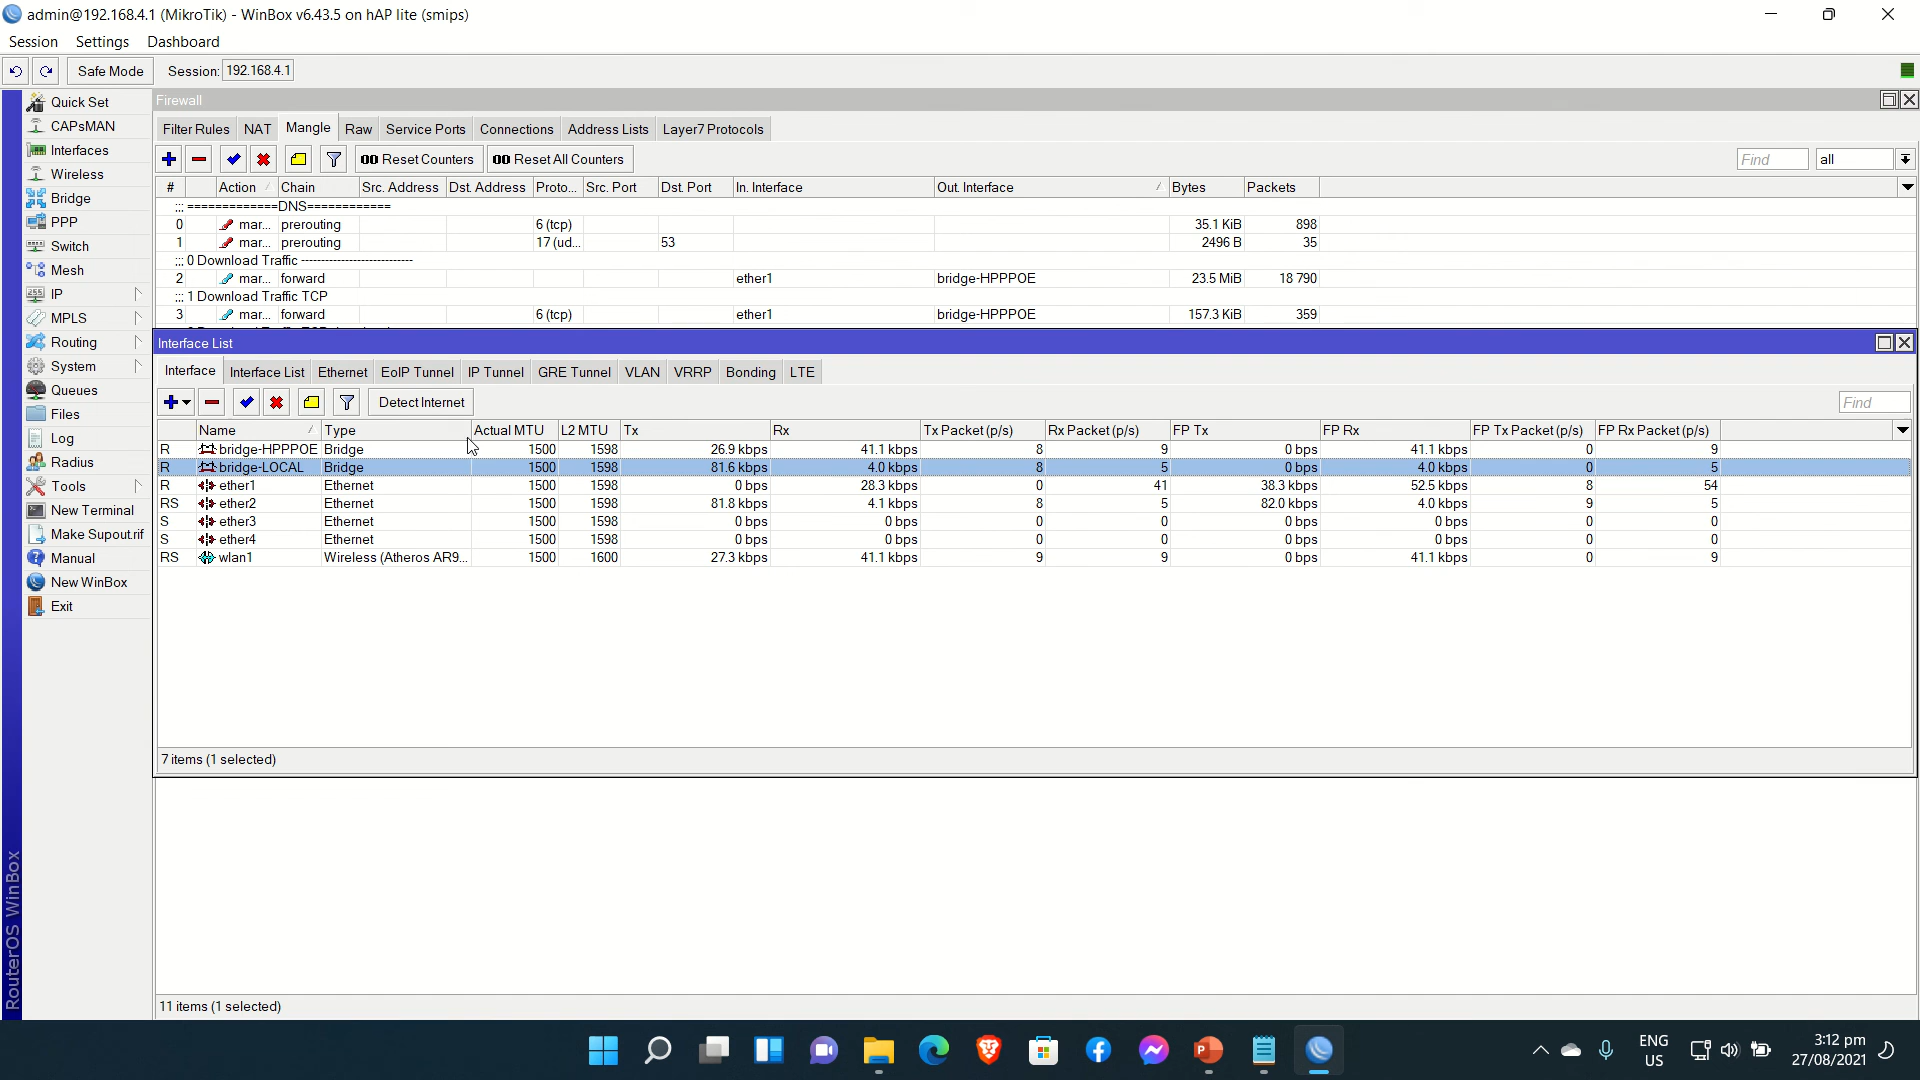 admin@192.168.4.1 (MikroTik) - WinBox v6.43.5 on hAP lite (smips)
Session Settings Dashboard
Safe Mode Session: 192.168.4.1
Quick Set
CAPsMAN
Interfaces
Wireless
Bridge
PPP
Switch
Mesh
IP
MPLS
Routing
System
Queues
Files
Log
Radius
Tools
New Terminal
Make Supout.rif
Manual
New WinBox
Exit
RouterOS WinBox
Firewall
Filter Rules NAT Mangle Raw Service Ports Connections Address Lists Layer7 Protocols
00 Reset Counters 00 Reset All Counters Find all
# Action Chain Src. Address Dst. Address Proto... Src. Port Dst. Port In. Interface Out. Interface Bytes Packets
;;; =============DNS============
0 mar... prerouting 6 (tcp) 35.1 KiB 898
1 mar... prerouting 17 (ud... 53 2496 B 35
;;; 0 Download Traffic ----------------------------
2 mar... forward ether1 bridge-HPPPOE 23.5 MiB 18 790
;;; 1 Download Traffic TCP
3 mar... forward 6 (tcp) ether1 bridge-HPPPOE 157.3 KiB 359
Interface List
Interface Interface List Ethernet EoIP Tunnel IP Tunnel GRE Tunnel VLAN VRRP Bonding LTE
Detect Internet Find
Name Type Actual MTU L2 MTU Tx Rx Tx Packet (p/s) Rx Packet (p/s) FP Tx FP Rx FP Tx Packet (p/s) FP Rx Packet (p/s)
R bridge-HPPPOE Bridge 1500 1598 26.9 kbps 41.1 kbps 8 9 0 bps 41.1 kbps 0 9
R bridge-LOCAL Bridge 1500 1598 81.6 kbps 4.0 kbps 8 5 0 bps 4.0 kbps 0 5
R ether1 Ethernet 1500 1598 0 bps 28.3 kbps 0 41 38.3 kbps 52.5 kbps 8 54
RS ether2 Ethernet 1500 1598 81.8 kbps 4.1 kbps 8 5 82.0 kbps 4.0 kbps 9 5
S ether3 Ethernet 1500 1598 0 bps 0 bps 0 0 0 bps 0 bps 0 0
S ether4 Ethernet 1500 1598 0 bps 0 bps 0 0 0 bps 0 bps 0 0
RS wlan1 Wireless (Atheros AR9... 1500 1600 27.3 kbps 41.1 kbps 9 9 0 bps 41.1 kbps 0 9
7 items (1 selected)
11 items (1 selected)
ENG
US
3:12 pm
27/08/2021